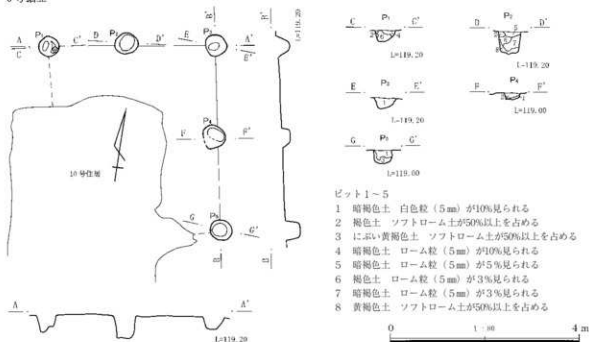 B' B'
P₁ P₂ P₃
A C C' D D' E A' E'
L=119.20
P₄
F F'
10号住居
P₅
G G'
B B
A A'
L=119.20
C P₁ C'
L=119.20
D P₂ D'
L=119.20
E P₃ E'
L=119.20
F P₄ F'
L=119.00
G P₅ G'
L=119.00
ピット1～5
1 暗褐色土 白色粒（5㎜）が10%見られる
2 褐色土 ソフトローム土が50%以上を占める
3 にぶい黄褐色土 ソフトローム土が50%以上を占める
4 暗褐色土 ローム粒（5㎜）が10%見られる
5 暗褐色土 ローム粒（5㎜）が5%見られる
6 褐色土 ローム粒（5㎜）が3%見られる
7 暗褐色土 ローム粒（5㎜）が3%見られる
8 黄褐色土 ソフトローム土が50%以上を占める
0 1:80 4m